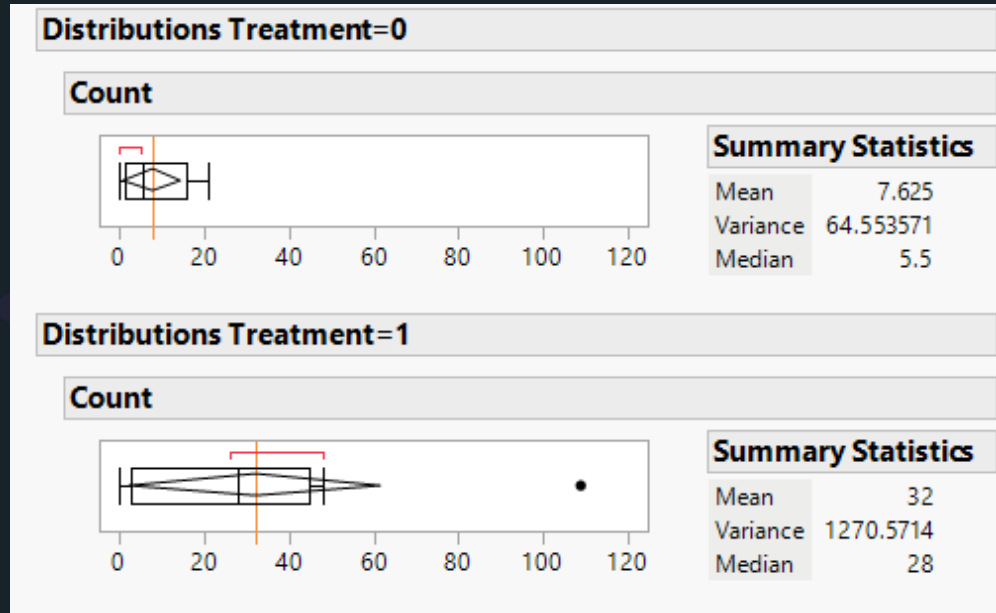 Distributions Treatment=0
Count
0 20 40 60 80 100 120
Summary Statistics
Mean 7.625
Variance 64.553571
Median 5.5
Distributions Treatment=1
Count
0 20 40 60 80 100 120
Summary Statistics
Mean 32
Variance 1270.5714
Median 28